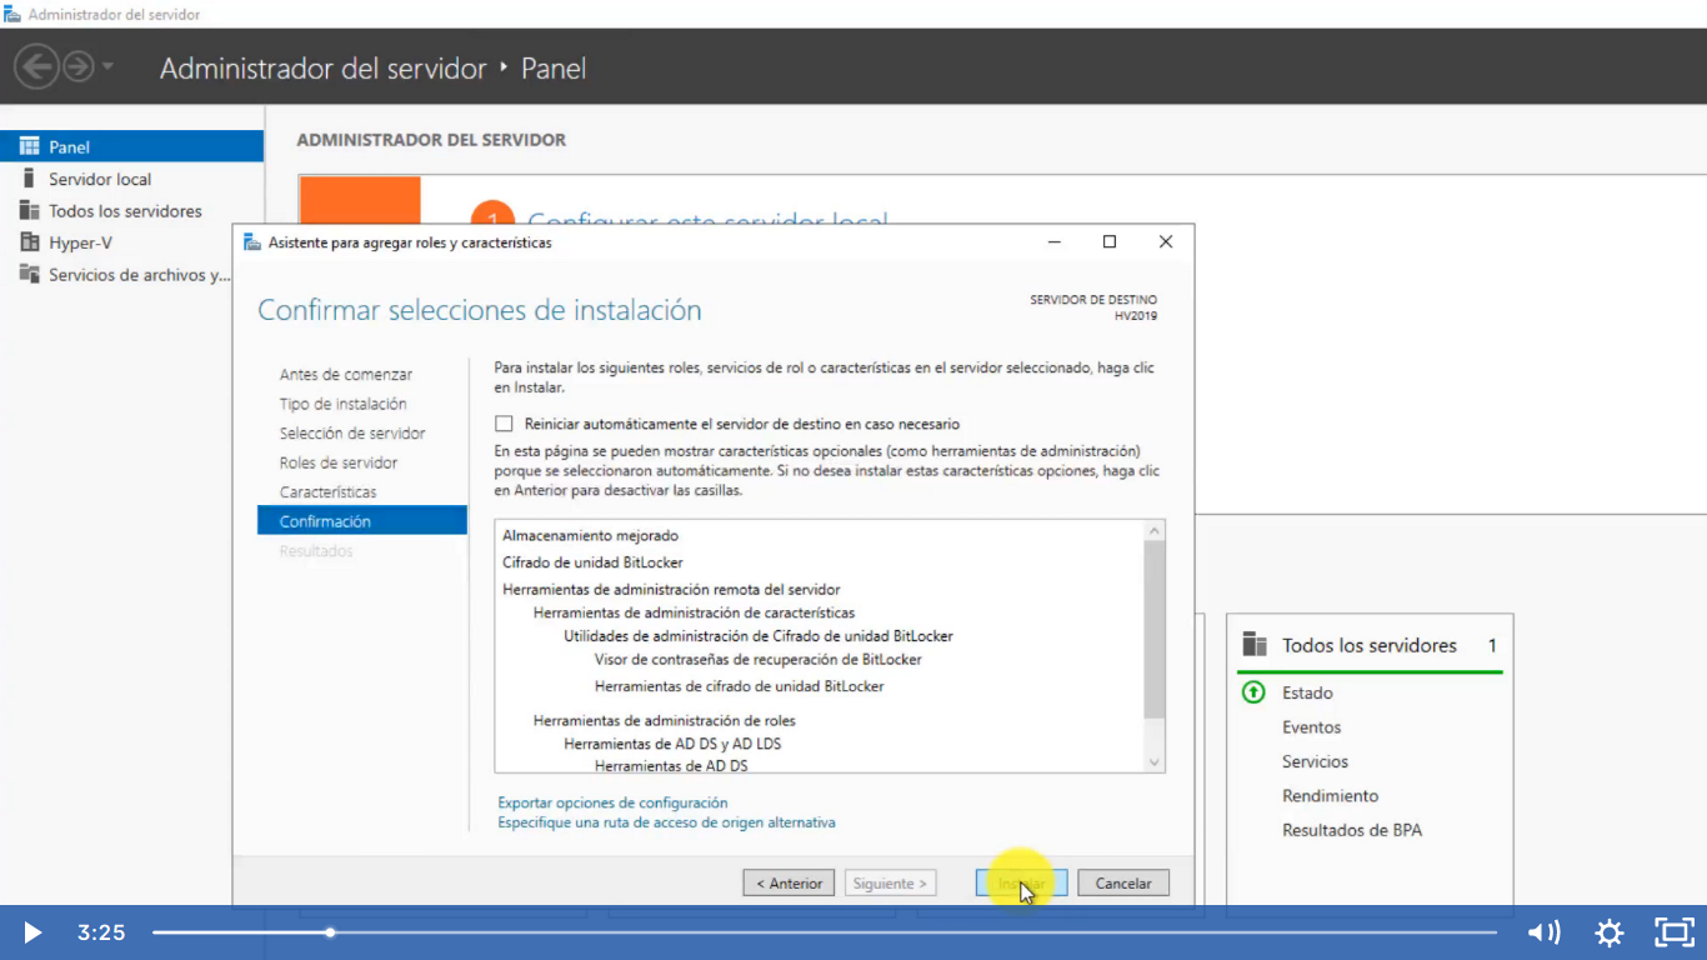 Administrador del servidor
Administrador del servidor ‣ Panel
Panel
Servidor local
Todos los servidores
Hyper-V
Servicios de archivos y...
ADMINISTRADOR DEL SERVIDOR
1 Configurar este servidor local
Asistente para agregar roles y características
Confirmar selecciones de instalación
SERVIDOR DE DESTINO
HV2019
Antes de comenzar
Tipo de instalación
Selección de servidor
Roles de servidor
Características
Confirmación
Resultados
Para instalar los siguientes roles, servicios de rol o características en el servidor seleccionado, haga clic
en Instalar.
Reiniciar automáticamente el servidor de destino en caso necesario
En esta página se pueden mostrar características opcionales (como herramientas de administración)
porque se seleccionaron automáticamente. Si no desea instalar estas características opciones, haga clic
en Anterior para desactivar las casillas.
Almacenamiento mejorado
Cifrado de unidad BitLocker
Herramientas de administración remota del servidor
Herramientas de administración de características
Utilidades de administración de Cifrado de unidad BitLocker
Visor de contraseñas de recuperación de BitLocker
Herramientas de cifrado de unidad BitLocker
Herramientas de administración de roles
Herramientas de AD DS y AD LDS
Herramientas de AD DS
Exportar opciones de configuración
Especifique una ruta de acceso de origen alternativa
< Anterior
Siguiente >
Instalar
Cancelar
Todos los servidores 1
Estado
Eventos
Servicios
Rendimiento
Resultados de BPA
3:25